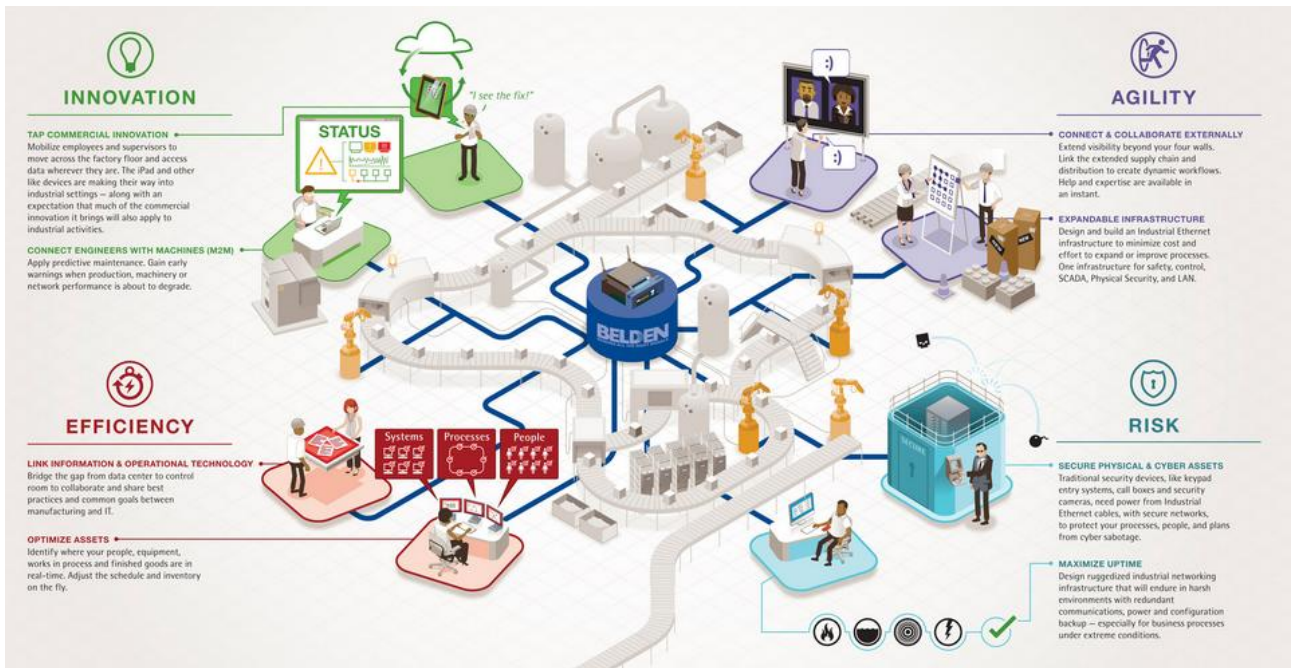 INNOVATION
TAP COMMERCIAL INNOVATION
Mobilize employees and supervisors to
move across the factory floor and access
data wherever they are. The iPad and other
like devices are making their way into
industrial settings — along with an
expectation that much of the commercial
innovation it brings will also apply to
industrial activities.
CONNECT ENGINEERS WITH MACHINES (M2M)
Apply predictive maintenance. Gain early
warnings when production, machinery or
network performance is about to degrade.
STATUS
"I see the fix!"
:)
:)
AGILITY
CONNECT & COLLABORATE EXTERNALLY
Extend visibility beyond your four walls.
Link the extended supply chain and
distribution to create dynamic workflows.
Help and expertise are available in
an instant.
EXPANDABLE INFRASTRUCTURE
Design and build an Industrial Ethernet
infrastructure to minimize cost and
effort to expand or improve processes.
One infrastructure for safety, control,
SCADA, Physical Security, and LAN.
BELDEN
EFFICIENCY
LINK INFORMATION & OPERATIONAL TECHNOLOGY
Bridge the gap from data center to control
room to collaborate and share best
practices and common goals between
manufacturing and IT.
OPTIMIZE ASSETS
Identify where your people, equipment,
works in process and finished goods are in
real-time. Adjust the schedule and inventory
on the fly.
Systems
Processes
People
SECURE
RISK
SECURE PHYSICAL & CYBER ASSETS
Traditional security devices, like keypad
entry systems, call boxes and security
cameras, need power from Industrial
Ethernet cables, with secure networks,
to protect your processes, people, and plans
from cyber sabotage.
MAXIMIZE UPTIME
Design ruggedized industrial networking
infrastructure that will endure in harsh
environments with redundant
communications, power and configuration
backup — especially for business processes
under extreme conditions.